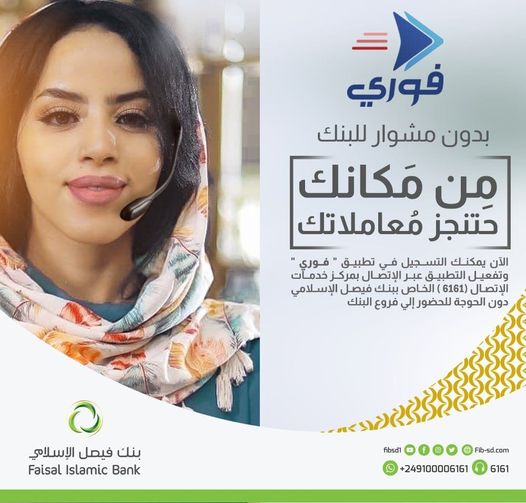 فوري
بدون مشوار للبنك
مِن مَكانك
حَتنجز مُعاملاتك
الآن يمكنك التسجيل في تطبيق " فوري "
وتفعيل التطبيق عبر الإتصال بمركز خدمات
الإتصال (6161 ) الخاص ببنك فيصل الإسلامي
دون الحوجة للحضور إلي فروع البنك
بنك فيصل الإسلامي
Faisal Islamic Bank
fibsd1 Fib-sd.com
+249100006161 6161